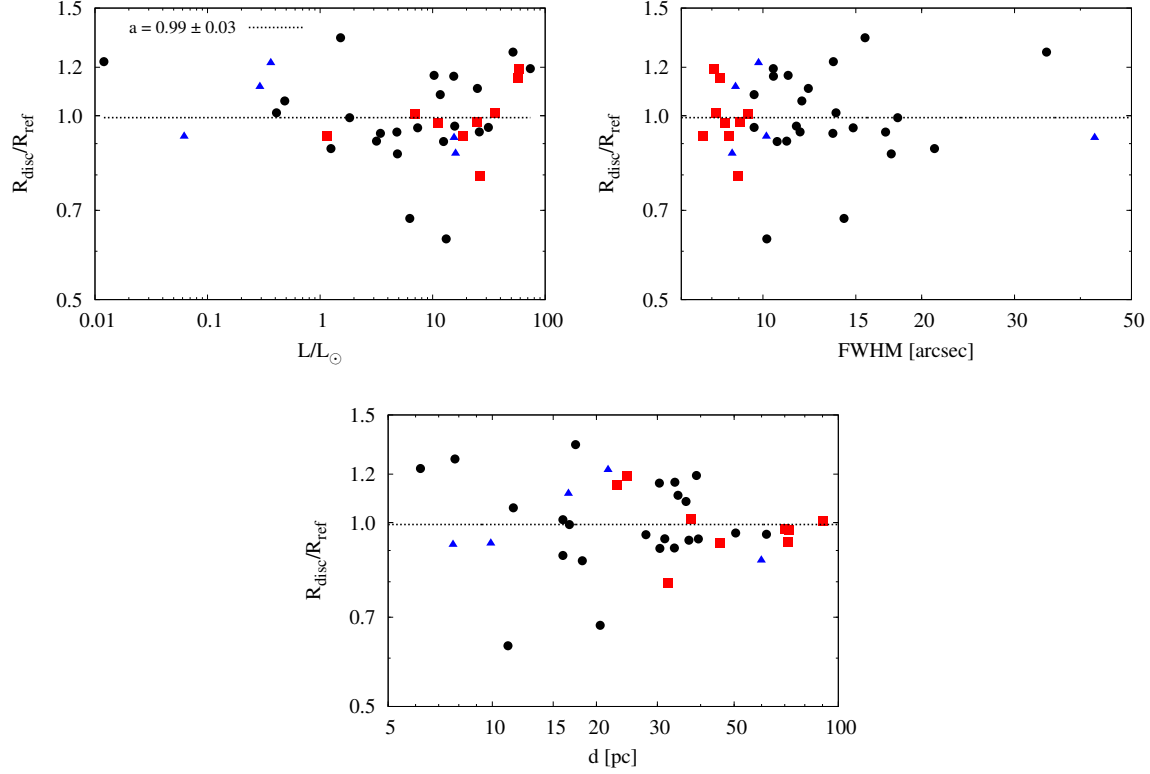 1.5
1.2
1.0
0.7
0.5
R_disc/R_ref
a = 0.99 ± 0.03
0.01 0.1 1 10 100
L/L_☉
1.5
1.2
1.0
0.7
0.5
R_disc/R_ref
10 15 20 30 50
FWHM [arcsec]
1.5
1.2
1.0
0.7
0.5
R_disc/R_ref
5 10 15 20 30 50 100
d [pc]